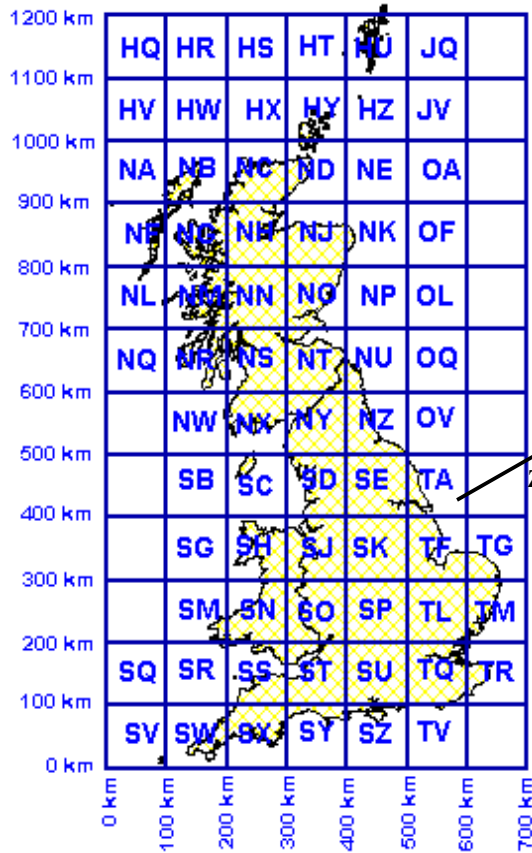 1200 km
HQ HR HS HT HU JQ
1100 km
HV HW HX HY HZ JV
1000 km
NA NB NC ND NE OA
900 km
NF NG NH NJ NK OF
800 km
NL NM NN NO NP OL
700 km
NQ NR NS NT NU OQ
600 km
NW NX NY NZ OV
500 km
SB SC SD SE TA
400 km
SG SH SJ SK TF TG
300 km
SM SN SO SP TL TM
200 km
SQ SR SS ST SU TQ TR
100 km
SV SW SX SY SZ TV
0 km
0 km
100 km
200 km
300 km
400 km
500 km
600 km
700 km